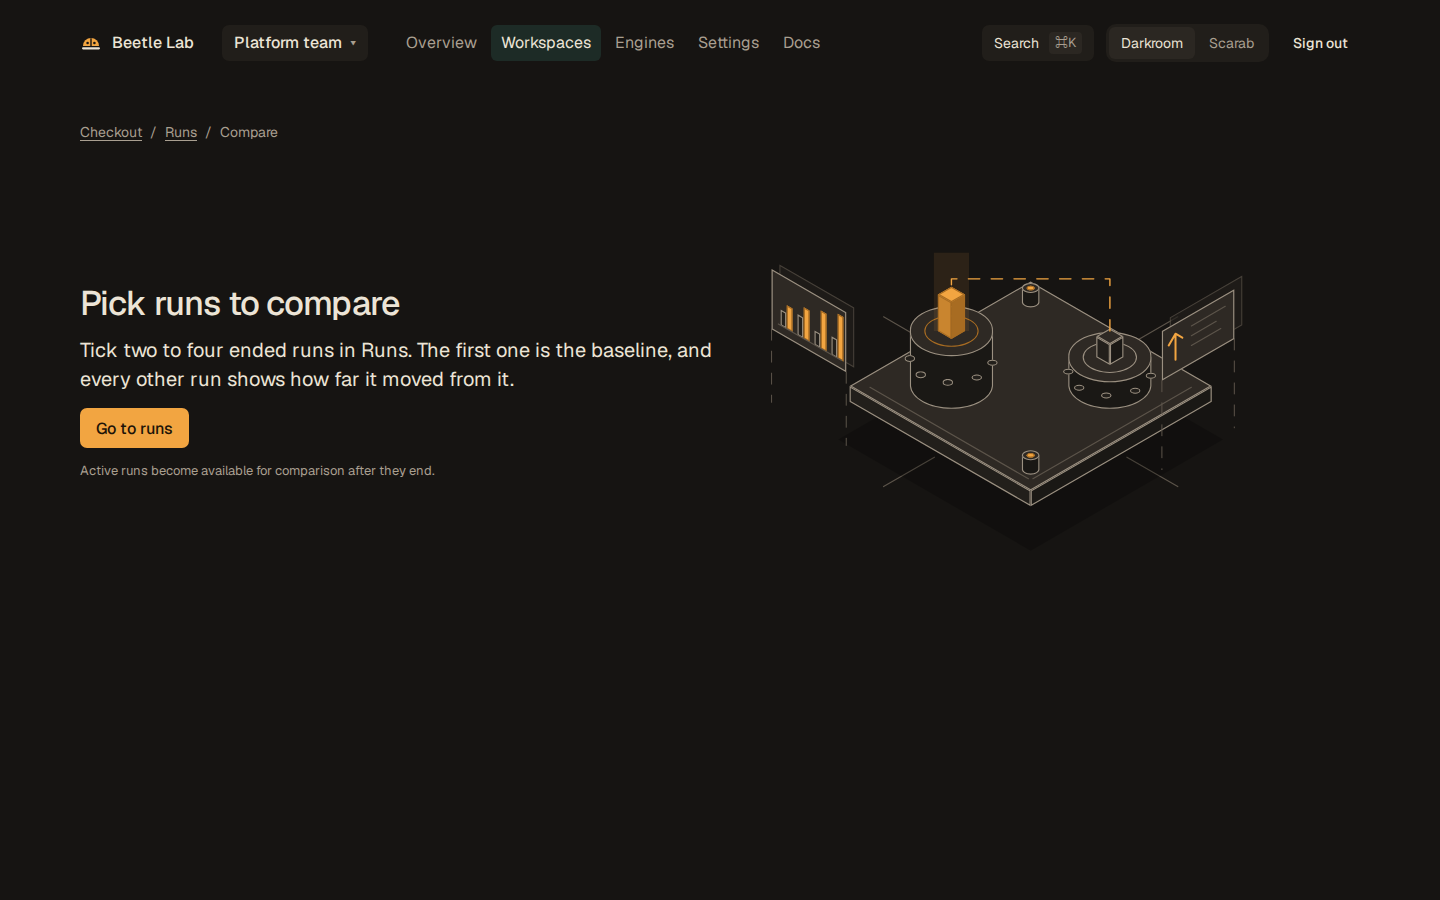 Beetle Lab
Platform team
Overview
Workspaces
Engines
Settings
Docs
Search ⌘K
Darkroom
Scarab
Sign out
Checkout / Runs / Compare
Pick runs to compare
Tick two to four ended runs in Runs. The first one is the baseline, and
every other run shows how far it moved from it.
Go to runs
Active runs become available for comparison after they end.